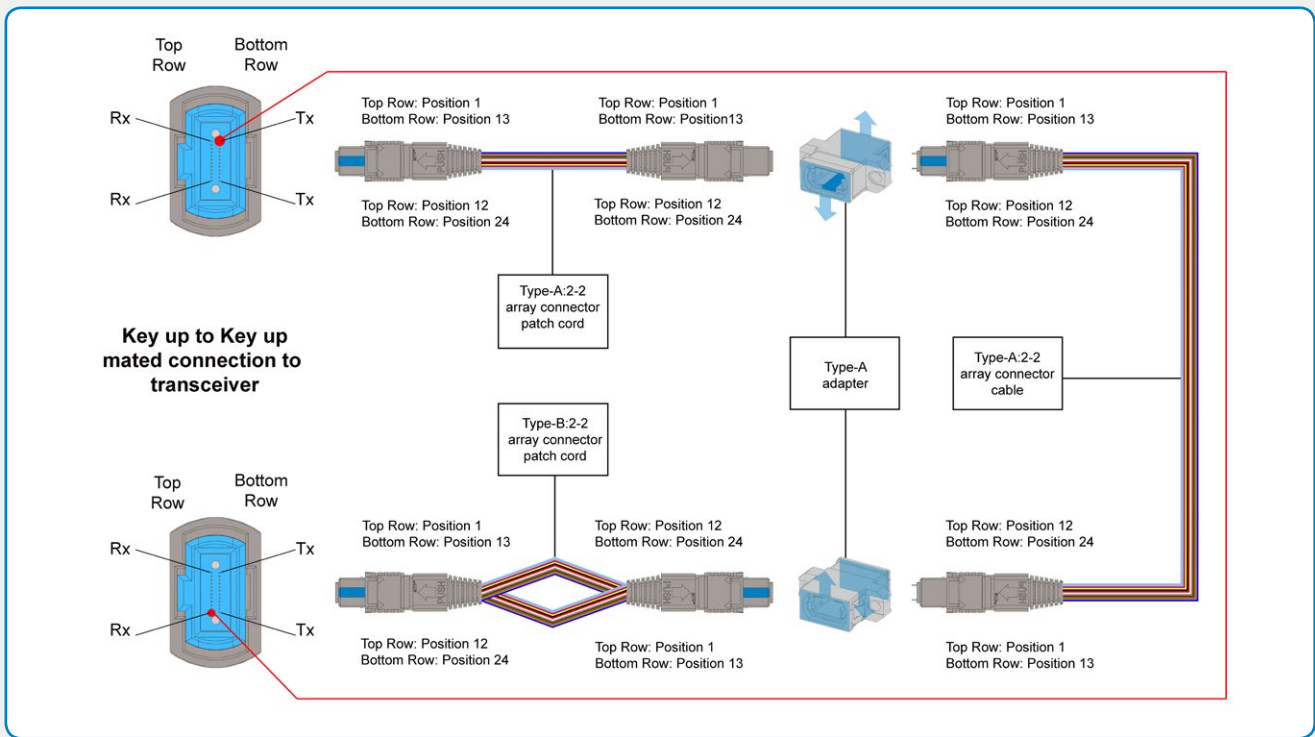 Top
Row
Bottom
Row
Rx
Tx
Rx
Tx
Top Row: Position 1
Bottom Row: Position 13
Top Row: Position 1
Bottom Row: Position13
Top Row: Position 1
Bottom Row: Position 13
PUSH
PUSH
PUSH
Top Row: Position 12
Bottom Row: Position 24
Top Row: Position 12
Bottom Row: Position 24
Top Row: Position 12
Bottom Row: Position 24
Type-A:2-2
array connector
patch cord
Key up to Key up
mated connection to
transceiver
Type-A
adapter
Type-A:2-2
array connector
cable
Type-B:2-2
array connector
patch cord
Top
Row
Bottom
Row
Rx
Tx
Rx
Tx
Top Row: Position 1
Bottom Row: Position 13
Top Row: Position 12
Bottom Row: Position 24
Top Row: Position 12
Bottom Row: Position 24
PUSH
PUSH
PUSH
Top Row: Position 12
Bottom Row: Position 24
Top Row: Position 1
Bottom Row: Position 13
Top Row: Position 1
Bottom Row: Position 13